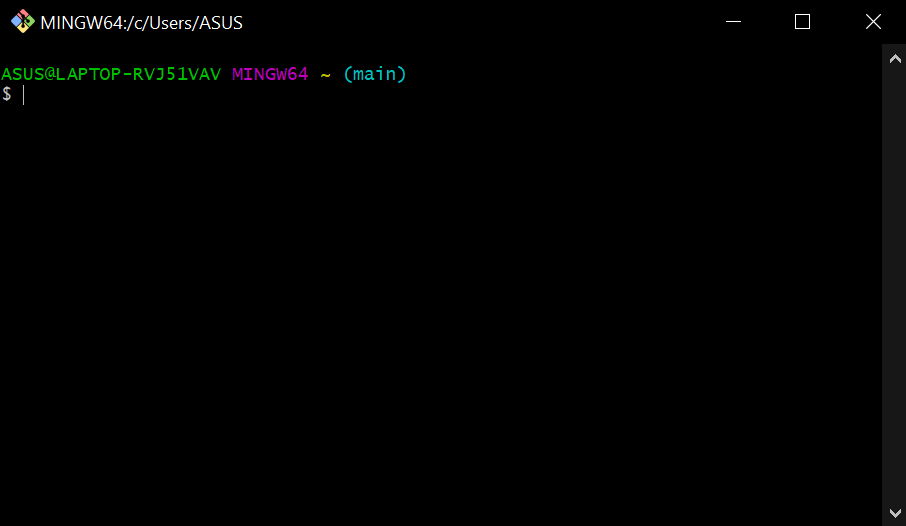 MINGW64:/c/Users/ASUS
ASUS@LAPTOP-RVJ51VAV MINGW64 ~ (main)
$